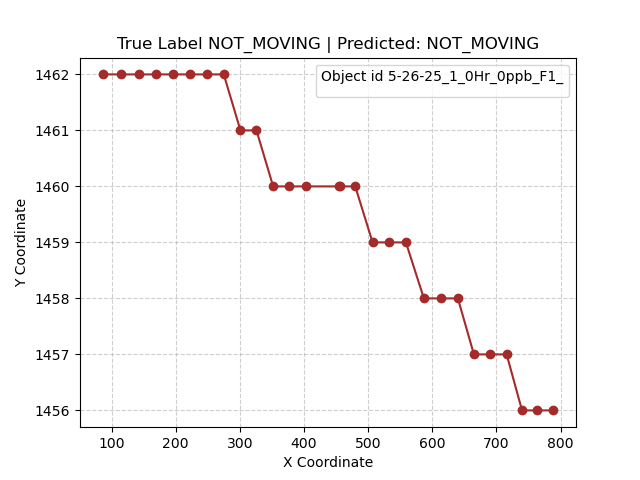 True Label NOT_MOVING | Predicted: NOT_MOVING
Object id 5-26-25_1_0Hr_0ppb_F1_
1462
1461
1460
1459
1458
1457
1456
Y Coordinate
100 200 300 400 500 600 700 800
X Coordinate